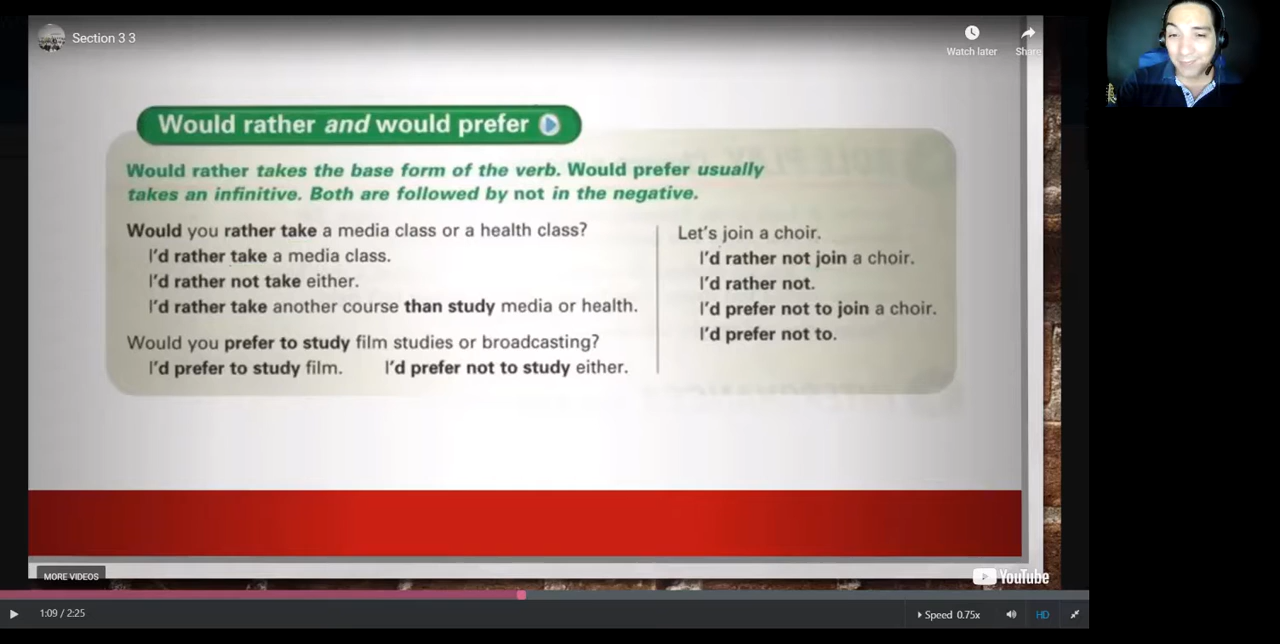 Section 3 3
Watch later
Share
Would rather and would prefer
Would rather takes the base form of the verb. Would prefer usually
takes an infinitive. Both are followed by not in the negative.
Would you rather take a media class or a health class?
I'd rather take a media class.
I'd rather not take either.
I'd rather take another course than study media or health.
Would you prefer to study film studies or broadcasting?
I'd prefer to study film. I'd prefer not to study either.
Let's join a choir.
I'd rather not join a choir.
I'd rather not.
I'd prefer not to join a choir.
I'd prefer not to.
MORE VIDEOS
YouTube
1:09 / 2:25
Speed 0.75x
HD